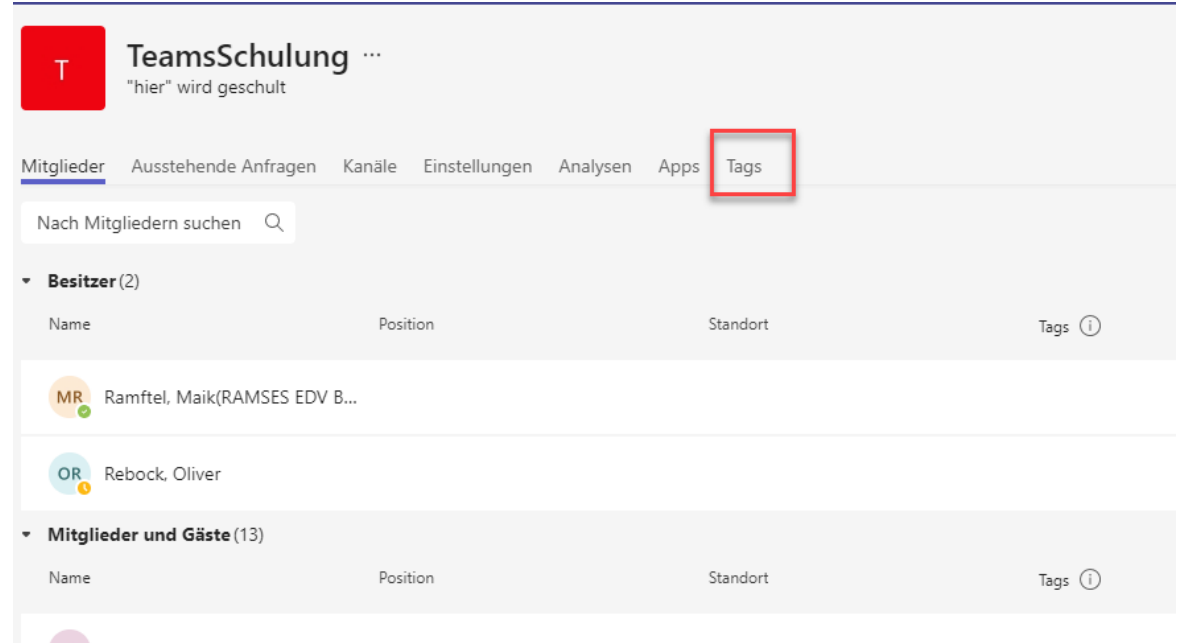 T
TeamsSchulung ...
"hier" wird geschult
Mitglieder Ausstehende Anfragen Kanäle Einstellungen Analysen Apps Tags
Nach Mitgliedern suchen
Besitzer (2)
Name Position Standort Tags
MR Ramftel, Maik(RAMSES EDV B...
OR Rebock, Oliver
Mitglieder und Gäste (13)
Name Position Standort Tags